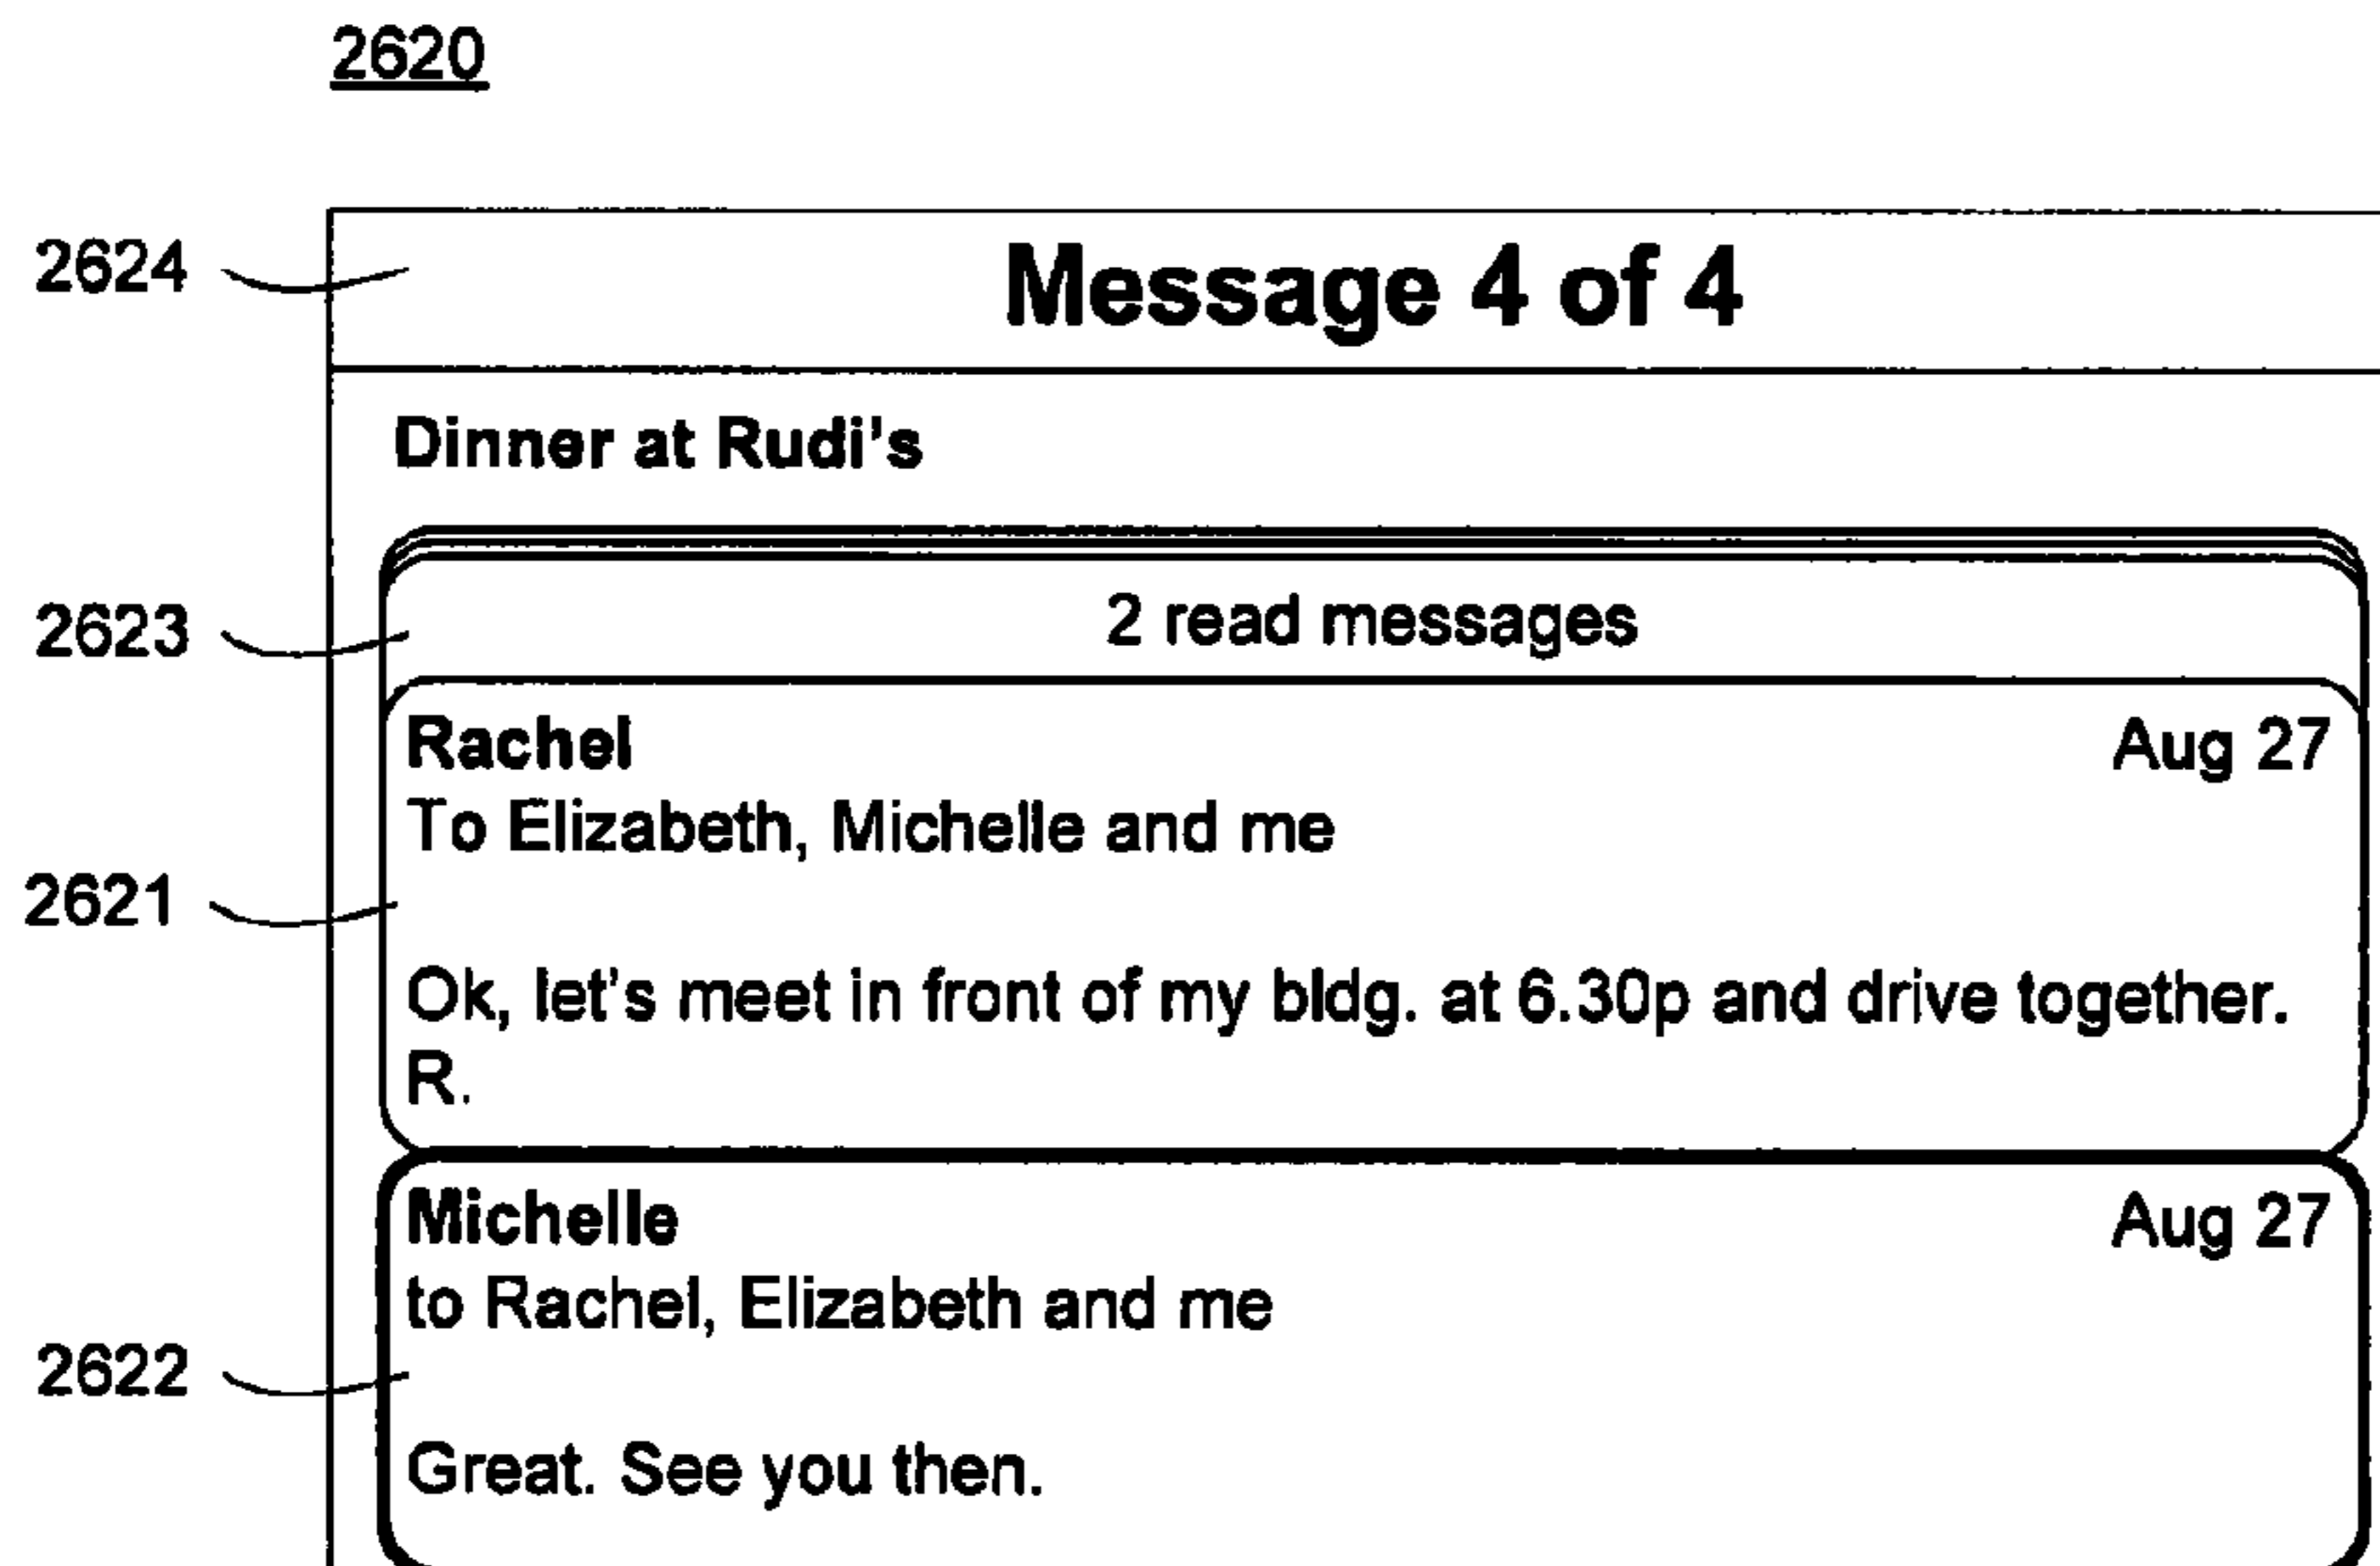 2620
2624
Message 4 of 4
Dinner at Rudi's
2623
2 read messages
Rachel Aug 27
To Elizabeth, Michelle and me
2621
Ok, let's meet in front of my bldg. at 6.30p and drive together.
R.
Michelle Aug 27
to Rachel, Elizabeth and me
2622
Great. See you then.